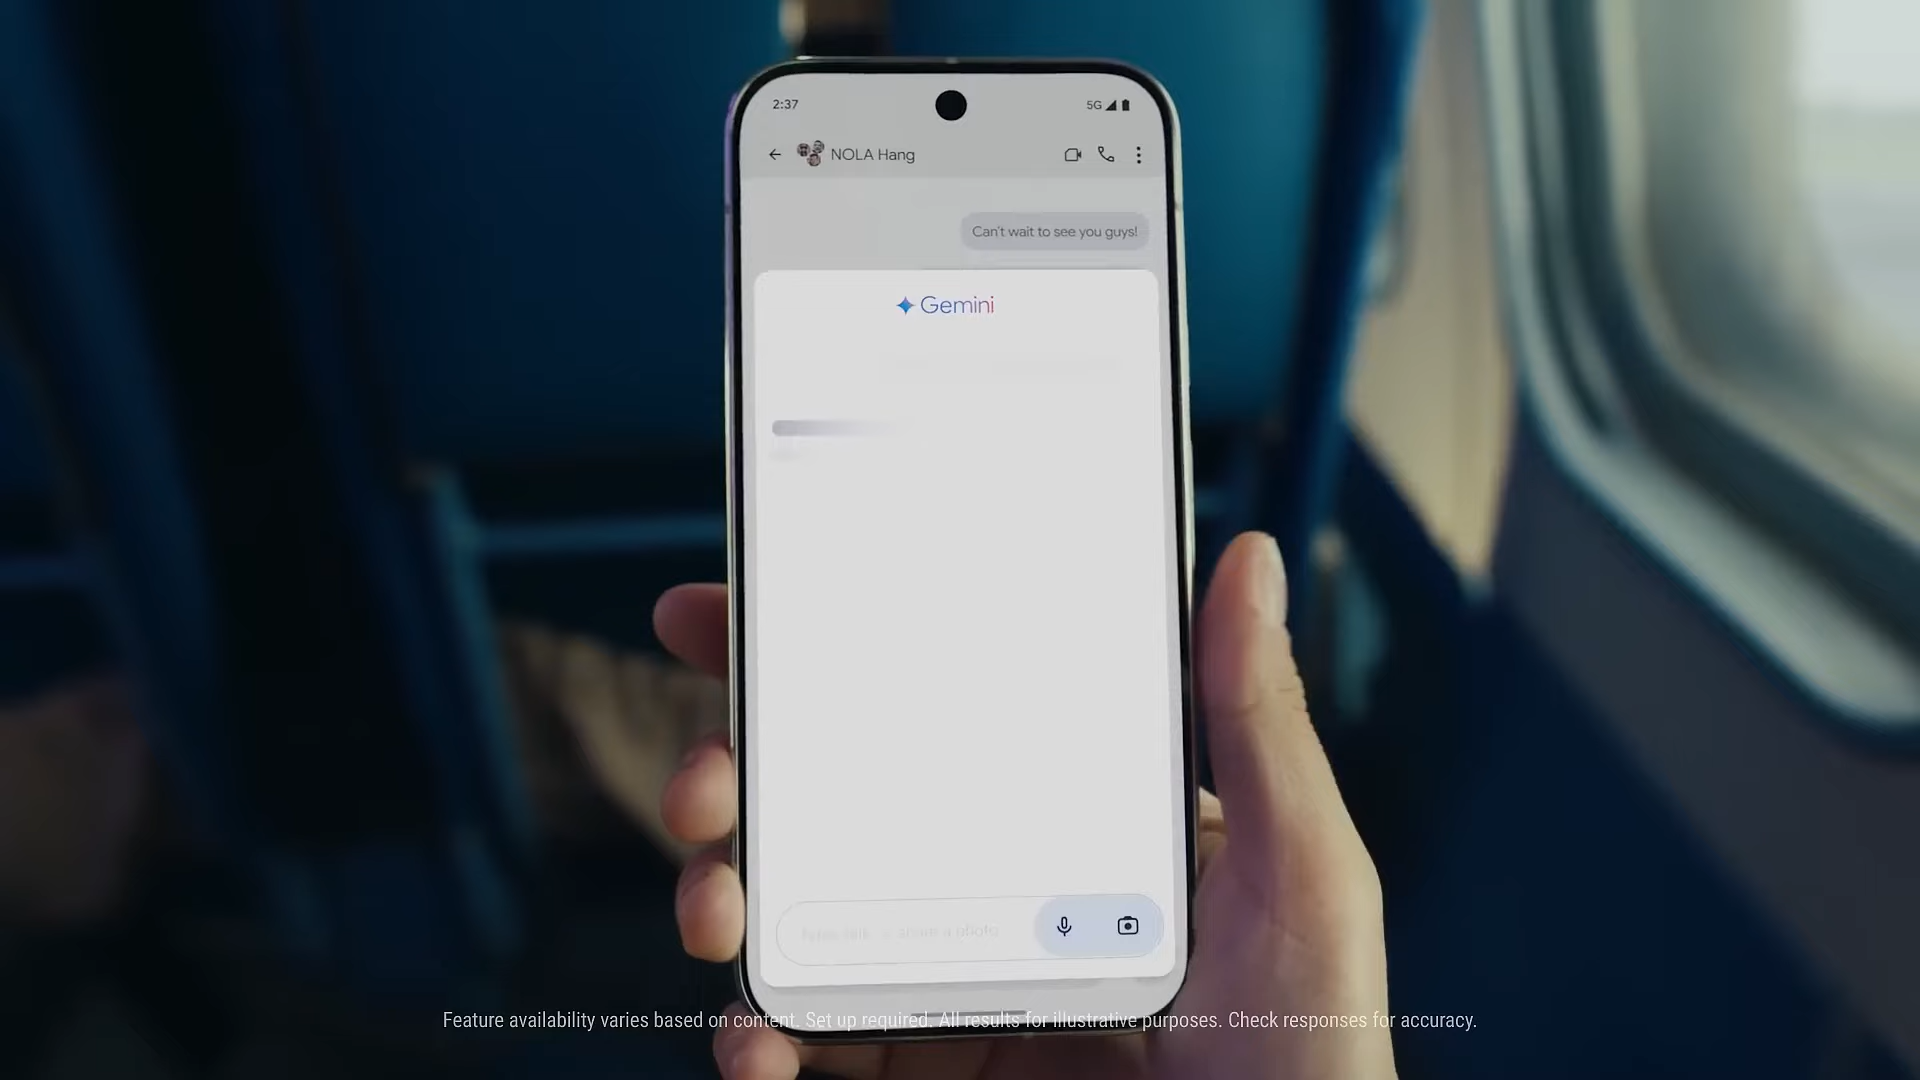 2:37
5G
NOLA Hang
Can't wait to see you guys!
Gemini
a photo
Feature availability varies based on content. Set up required. All results for illustrative purposes. Check responses for accuracy.